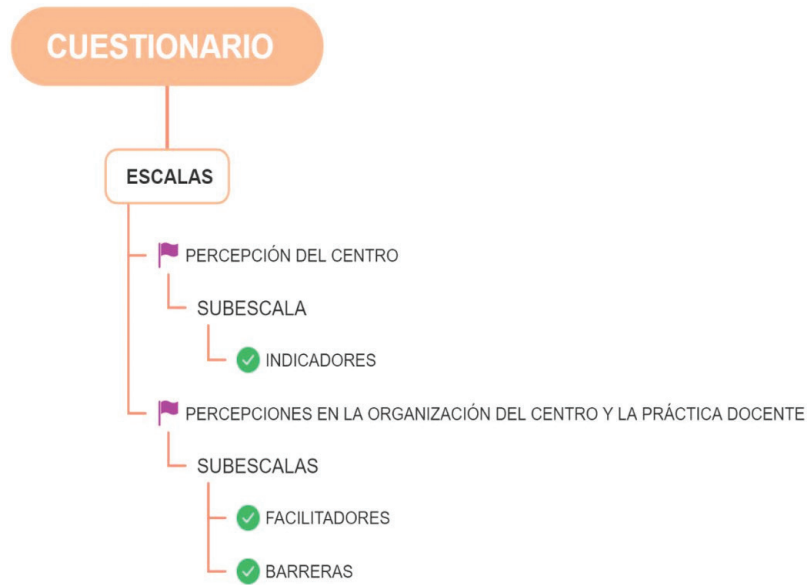 CUESTIONARIO
ESCALAS
PERCEPCIÓN DEL CENTRO
SUBESCALA
INDICADORES
PERCEPCIONES EN LA ORGANIZACIÓN DEL CENTRO Y LA PRÁCTICA DOCENTE
SUBESCALAS
FACILITADORES
BARRERAS